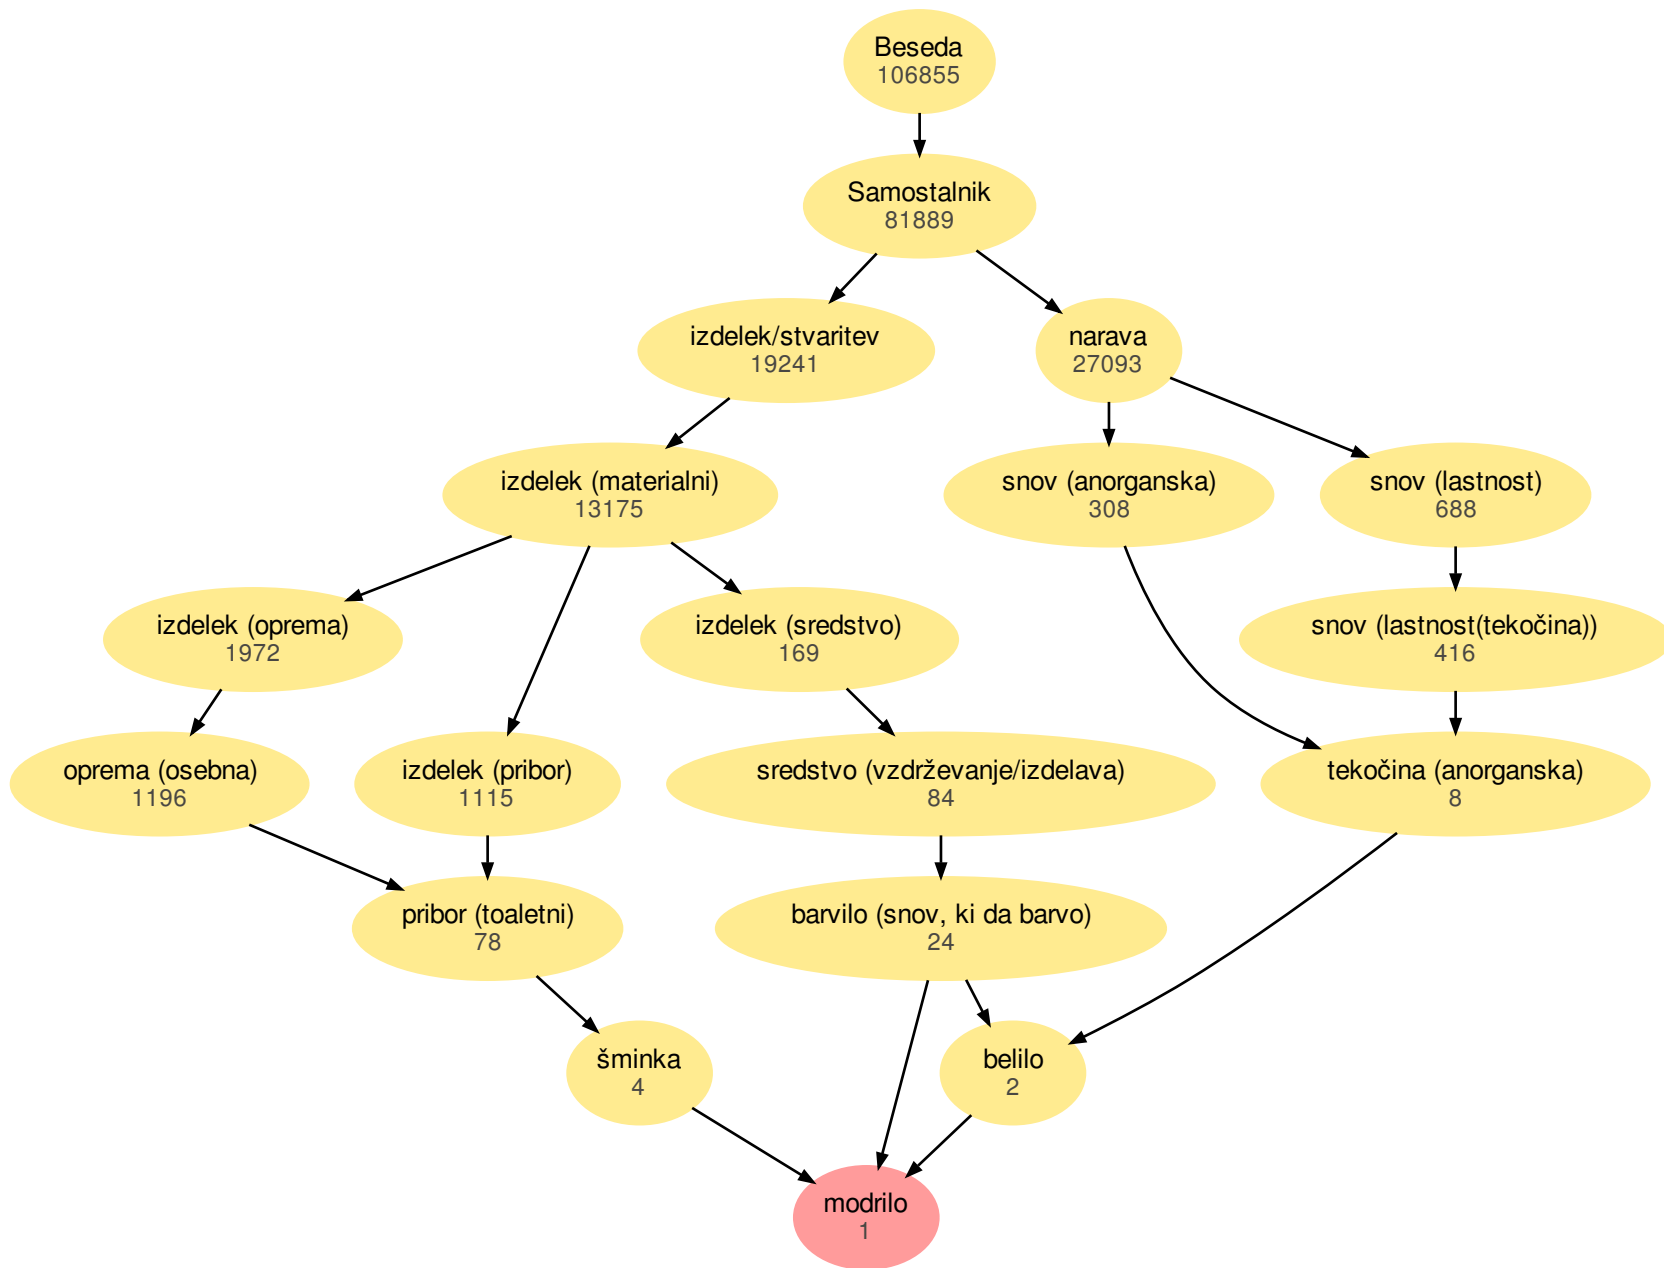 Beseda
106855
Samostalnik
81889
izdelek/stvaritev
19241
narava
27093
izdelek (materialni)
13175
snov (anorganska)
308
snov (lastnost)
688
izdelek (oprema)
1972
izdelek (sredstvo)
169
snov (lastnost(tekočina))
416
oprema (osebna)
1196
izdelek (pribor)
1115
sredstvo (vzdrževanje/izdelava)
84
tekočina (anorganska)
8
pribor (toaletni)
78
barvilo (snov, ki da barvo)
24
šminka
4
belilo
2
modrilo
1